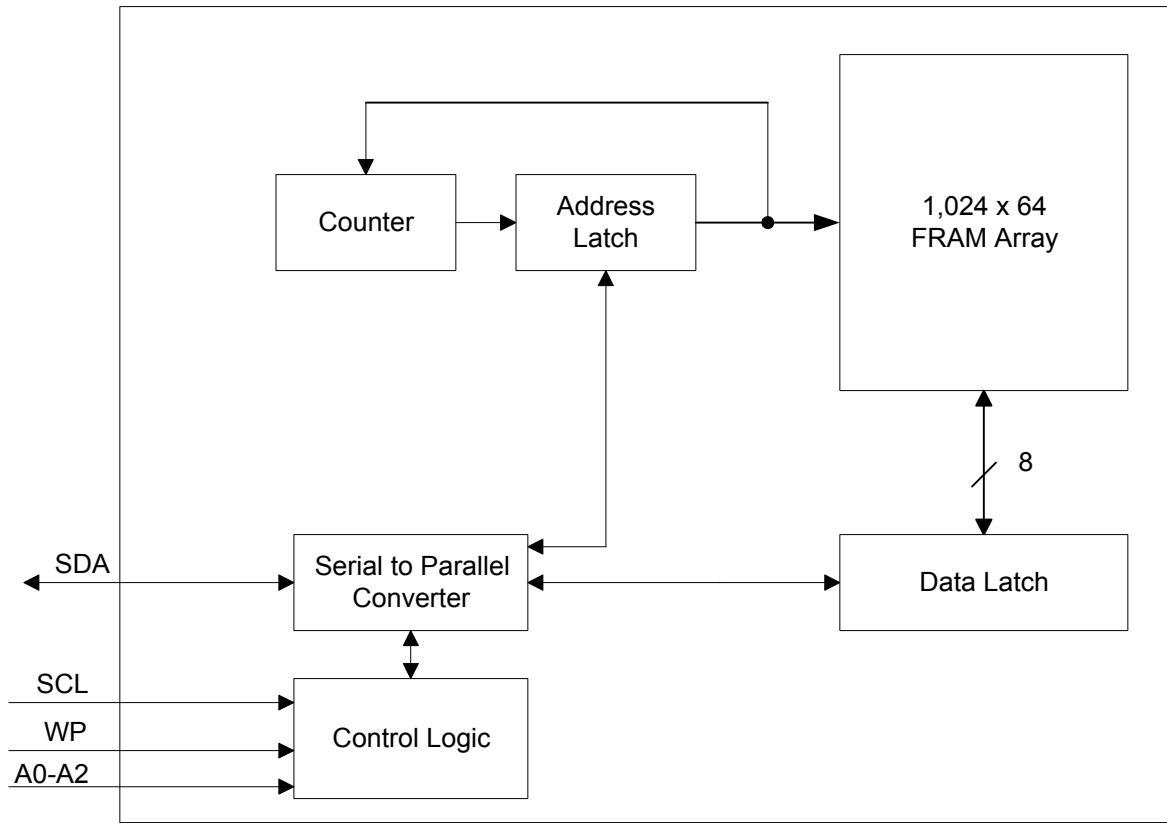 Counter
Address
Latch
1,024 x 64
FRAM Array
8
SDA
Serial to Parallel
Converter
Data Latch
SCL
WP
A0-A2
Control Logic